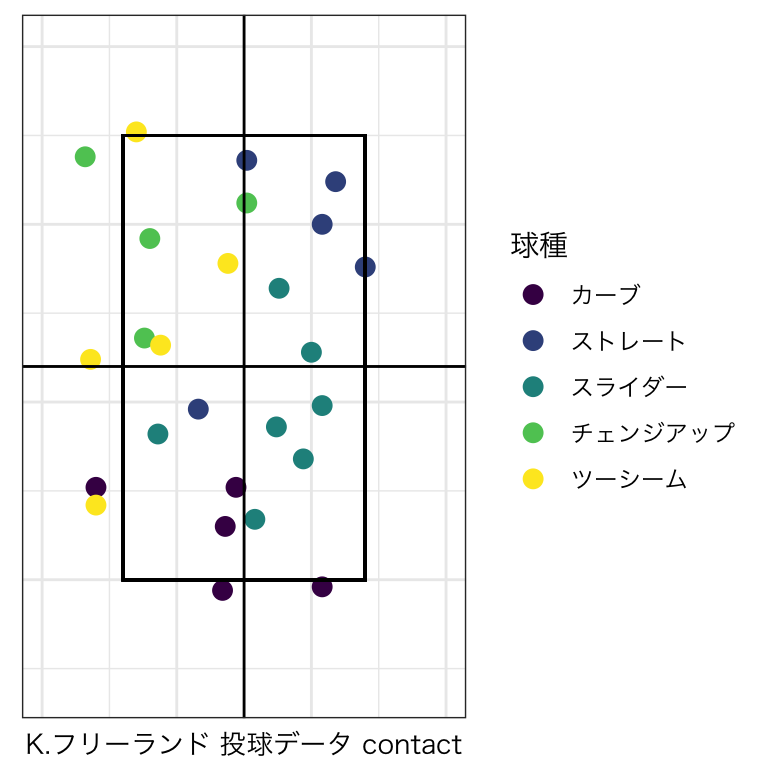 球種
カーブ
ストレート
スライダー
チェンジアップ
ツーシーム
K.フリーランド 投球データ contact